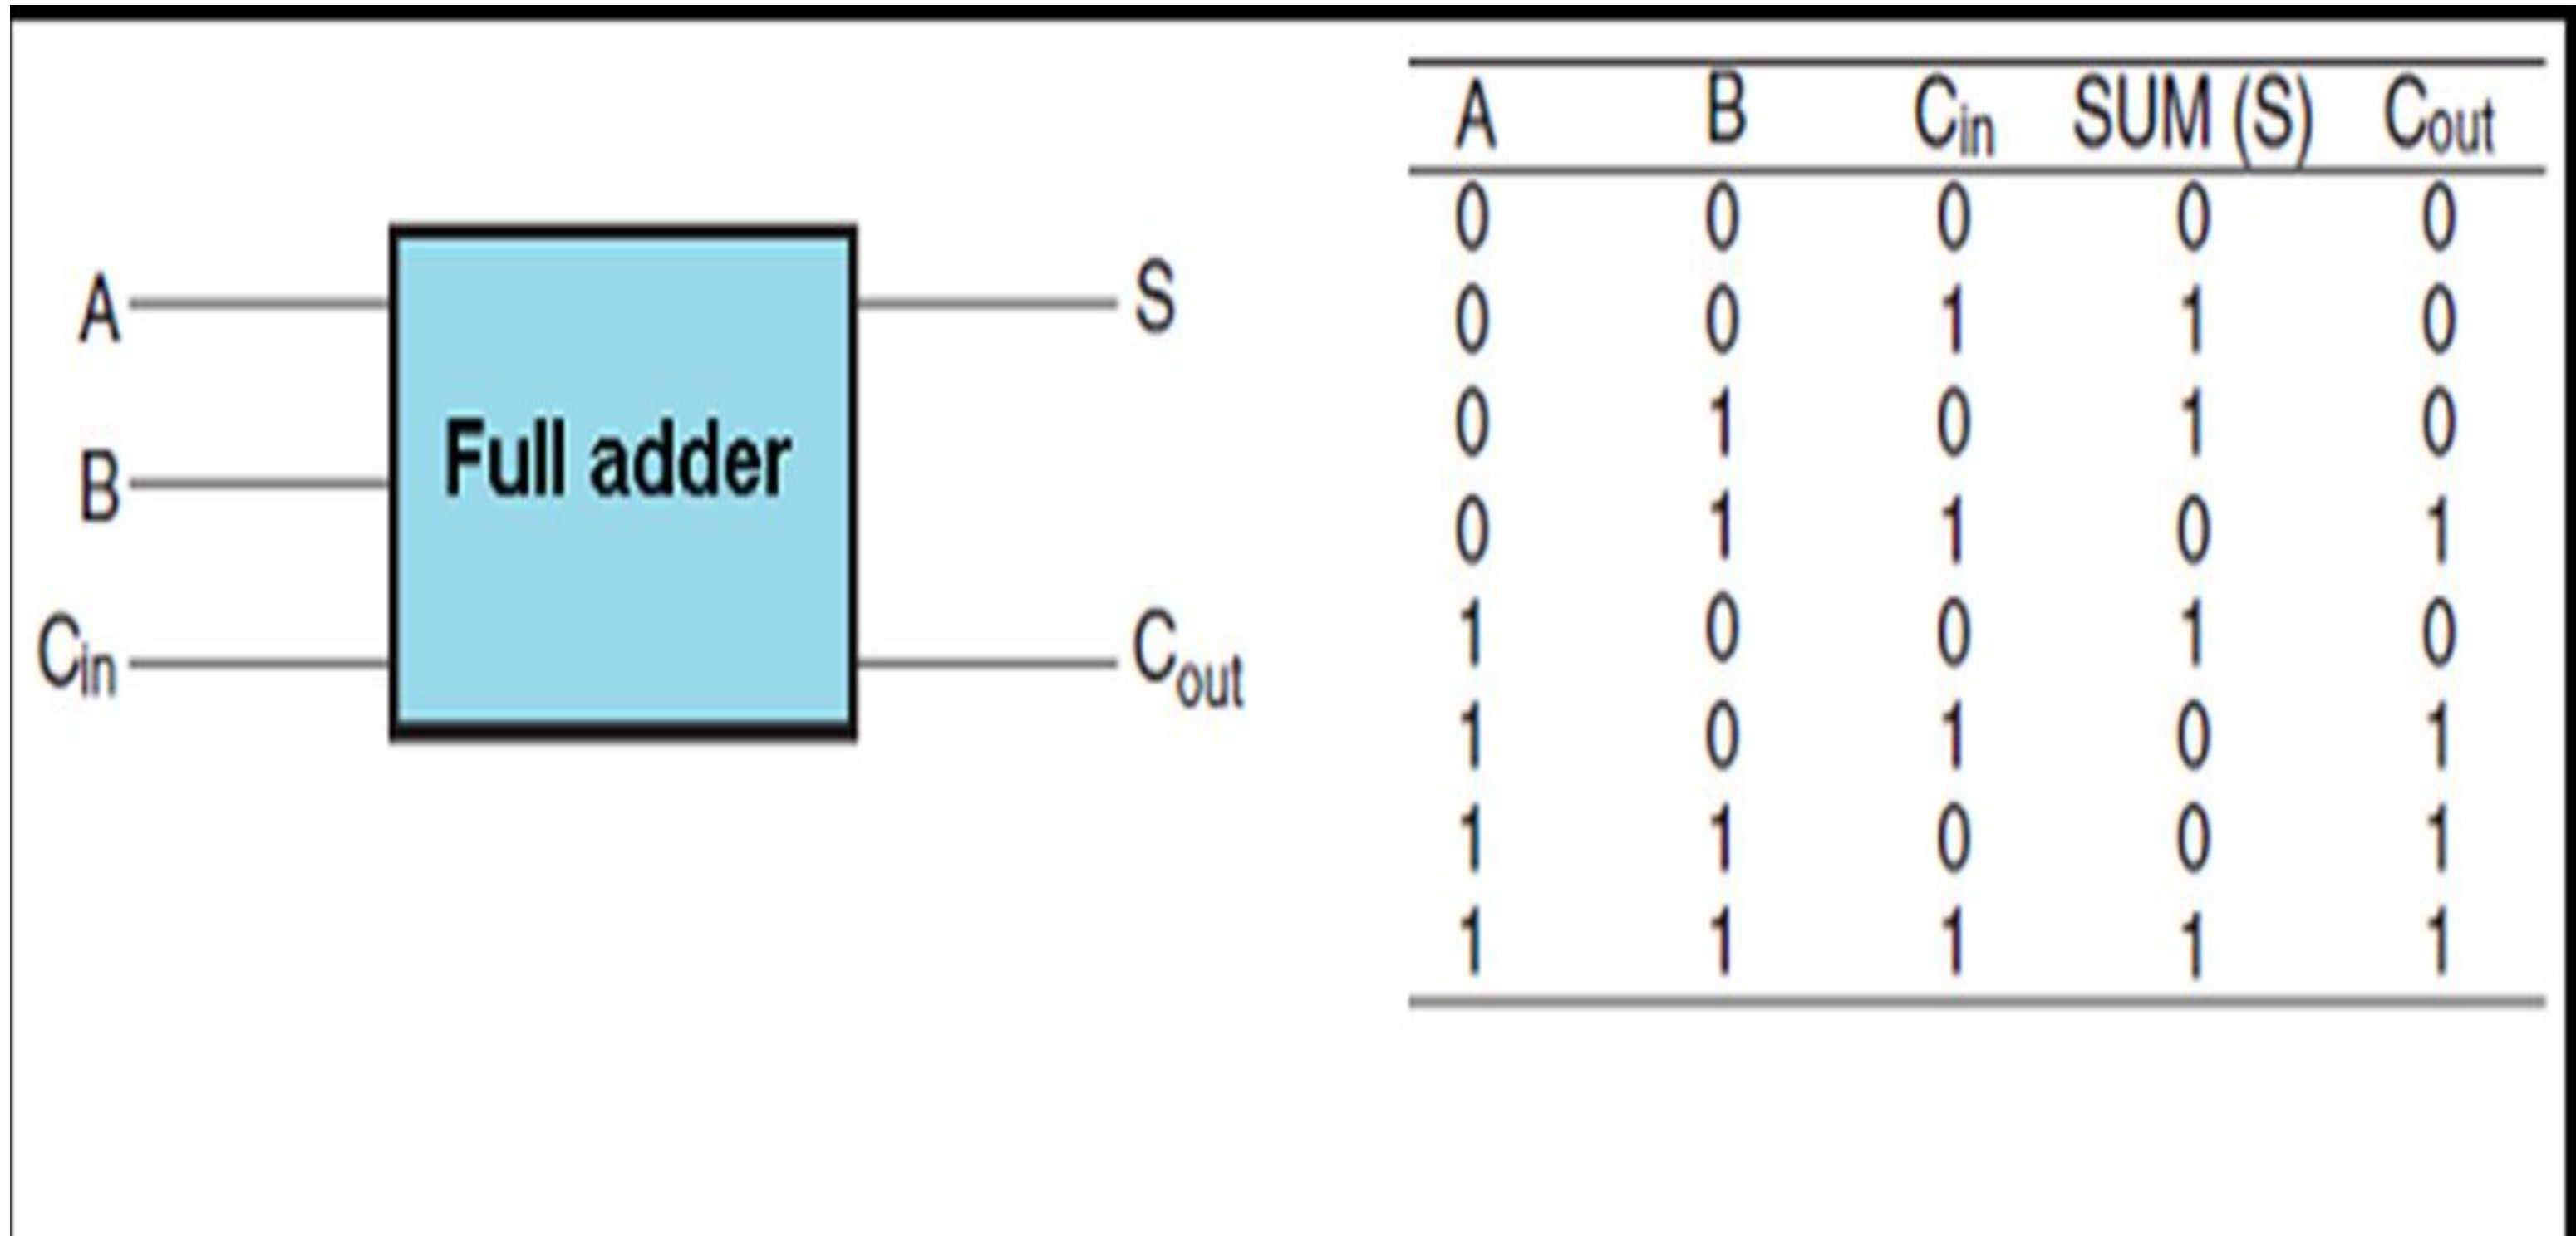 A
B
Cin
Full adder
S
Cout
A B Cin SUM (S) Cout
0 0 0 0 0
0 0 1 1 0
0 1 0 1 0
0 1 1 0 1
1 0 0 1 0
1 0 1 0 1
1 1 0 0 1
1 1 1 1 1